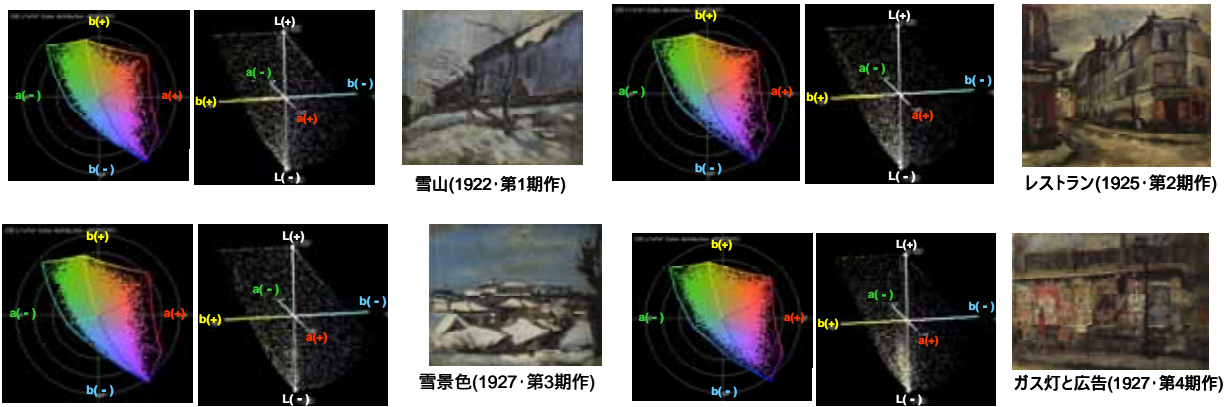 b(+)
a(-)
a(+)
b(-)
L(+)
a(-)
b(-)
b(+)
a(+)
L(-)
雪山(1922・第1期作)
b(+)
a(-)
a(+)
b(-)
L(+)
a(-)
b(-)
b(+)
a(+)
L(-)
レストラン(1925・第2期作)
b(+)
a(-)
a(+)
b(-)
L(+)
a(-)
b(-)
b(+)
a(+)
L(-)
雪景色(1927・第3期作)
b(+)
a(-)
a(+)
b(-)
L(+)
a(-)
b(-)
b(+)
a(+)
L(-)
ガス灯と広告(1927・第4期作)